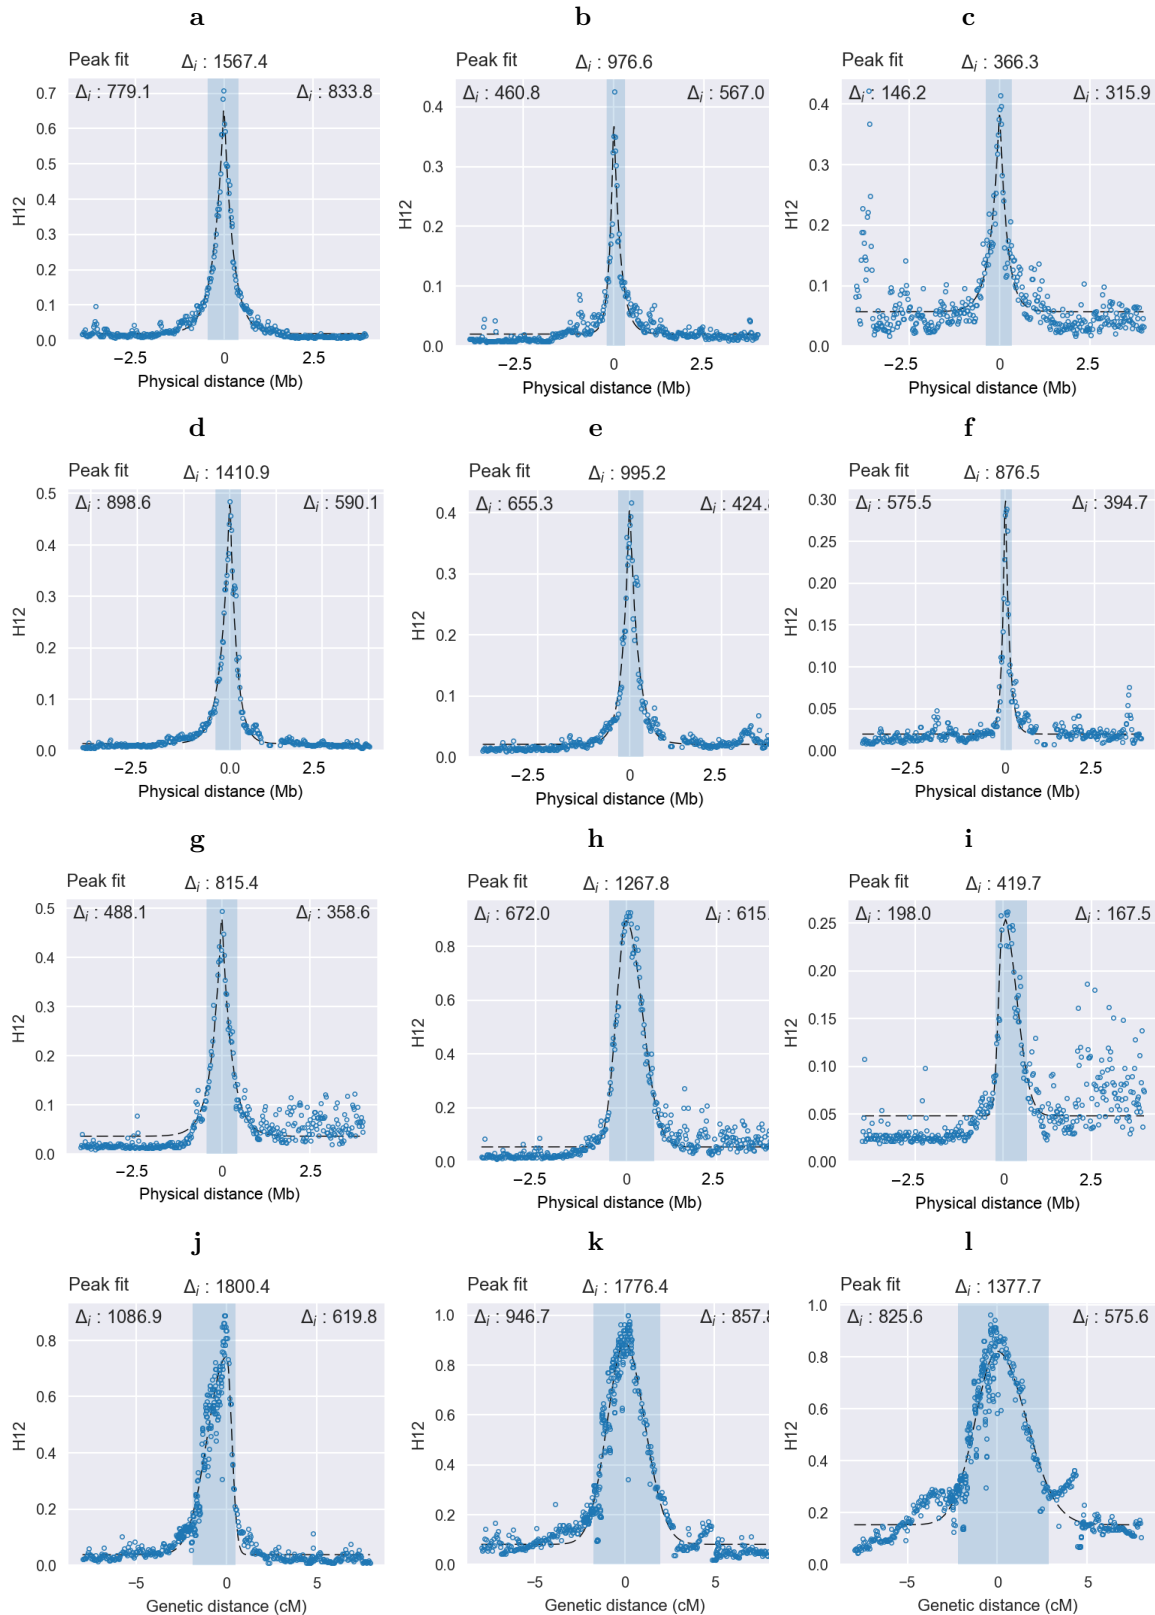 a
Peak fit Δi : 1567.4
Δi : 779.1 Δi : 833.8
0.7
0.6
0.5
0.4
0.3
0.2
0.1
0.0
H12
−2.5 0 2.5
Physical distance (Mb)
b
Peak fit Δi : 976.6
Δi : 460.8 Δi : 567.0
0.4
0.3
0.2
0.1
0.0
H12
−2.5 0 2.5
Physical distance (Mb)
c
Peak fit Δi : 366.3
Δi : 146.2 Δi : 315.9
0.4
0.3
0.2
0.1
0.0
H12
−2.5 0 2.5
Physical distance (Mb)
d
Peak fit Δi : 1410.9
Δi : 898.6 Δi : 590.1
0.5
0.4
0.3
0.2
0.1
0.0
H12
−2.5 0.0 2.5
Physical distance (Mb)
e
Peak fit Δi : 995.2
Δi : 655.3 Δi : 424.
0.4
0.3
0.2
0.1
0.0
H12
−2.5 0 2.5
Physical distance (Mb)
f
Peak fit Δi : 876.5
Δi : 575.5 Δi : 394.7
0.30
0.25
0.20
0.15
0.10
0.05
0.00
H12
−2.5 0 2.5
Physical distance (Mb)
g
Peak fit Δi : 815.4
Δi : 488.1 Δi : 358.6
0.5
0.4
0.3
0.2
0.1
0.0
H12
−2.5 0 2.5
Physical distance (Mb)
h
Peak fit Δi : 1267.8
Δi : 672.0 Δi : 615.
0.8
0.6
0.4
0.2
0.0
H12
−2.5 0 2.5
Physical distance (Mb)
i
Peak fit Δi : 419.7
Δi : 198.0 Δi : 167.5
0.25
0.20
0.15
0.10
0.05
0.00
H12
−2.5 0 2.5
Physical distance (Mb)
j
Peak fit Δi : 1800.4
Δi : 1086.9 Δi : 619.8
0.8
0.6
0.4
0.2
0.0
H12
−5 0 5
Genetic distance (cM)
k
Peak fit Δi : 1776.4
Δi : 946.7 Δi : 857.8
1.0
0.8
0.6
0.4
0.2
0.0
H12
−5 0 5
Genetic distance (cM)
l
Peak fit Δi : 1377.7
Δi : 825.6 Δi : 575.6
1.0
0.8
0.6
0.4
0.2
0.0
H12
−5 0 5
Genetic distance (cM)